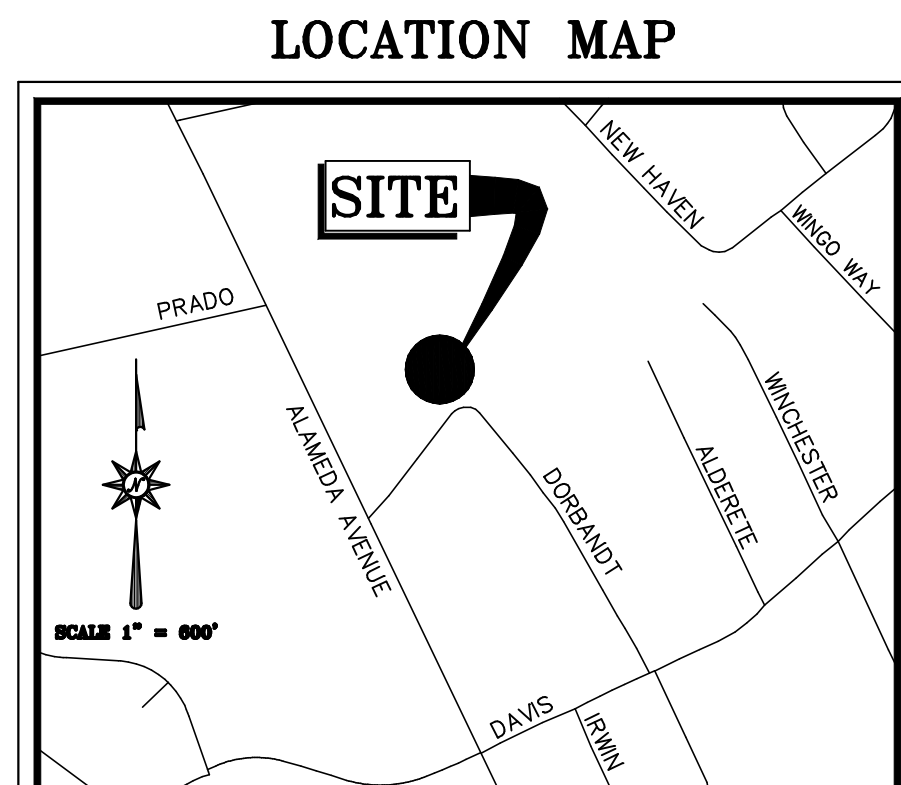 LOCATION MAP
SITE
NEW HAVEN
WINGO WAY
PRADO
WINCHESTER
ALAMEDA AVENUE
ALDERETE
DORBANDT
N
SCALE 1" = 600'
DAVIS
IRWIN